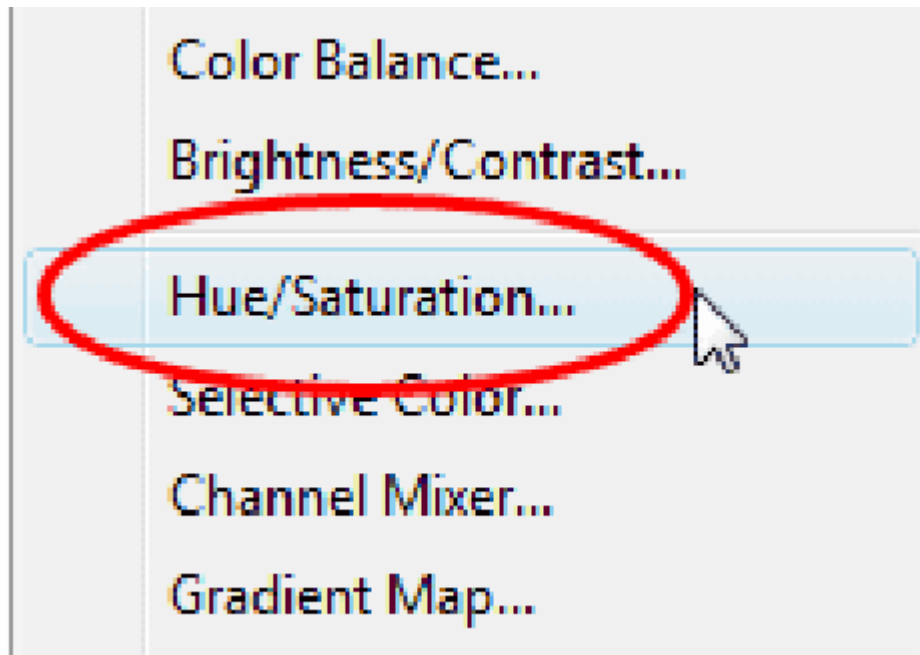 Color Balance...
Brightness/Contrast...
Hue/Saturation...
Selective Color...
Channel Mixer...
Gradient Map...